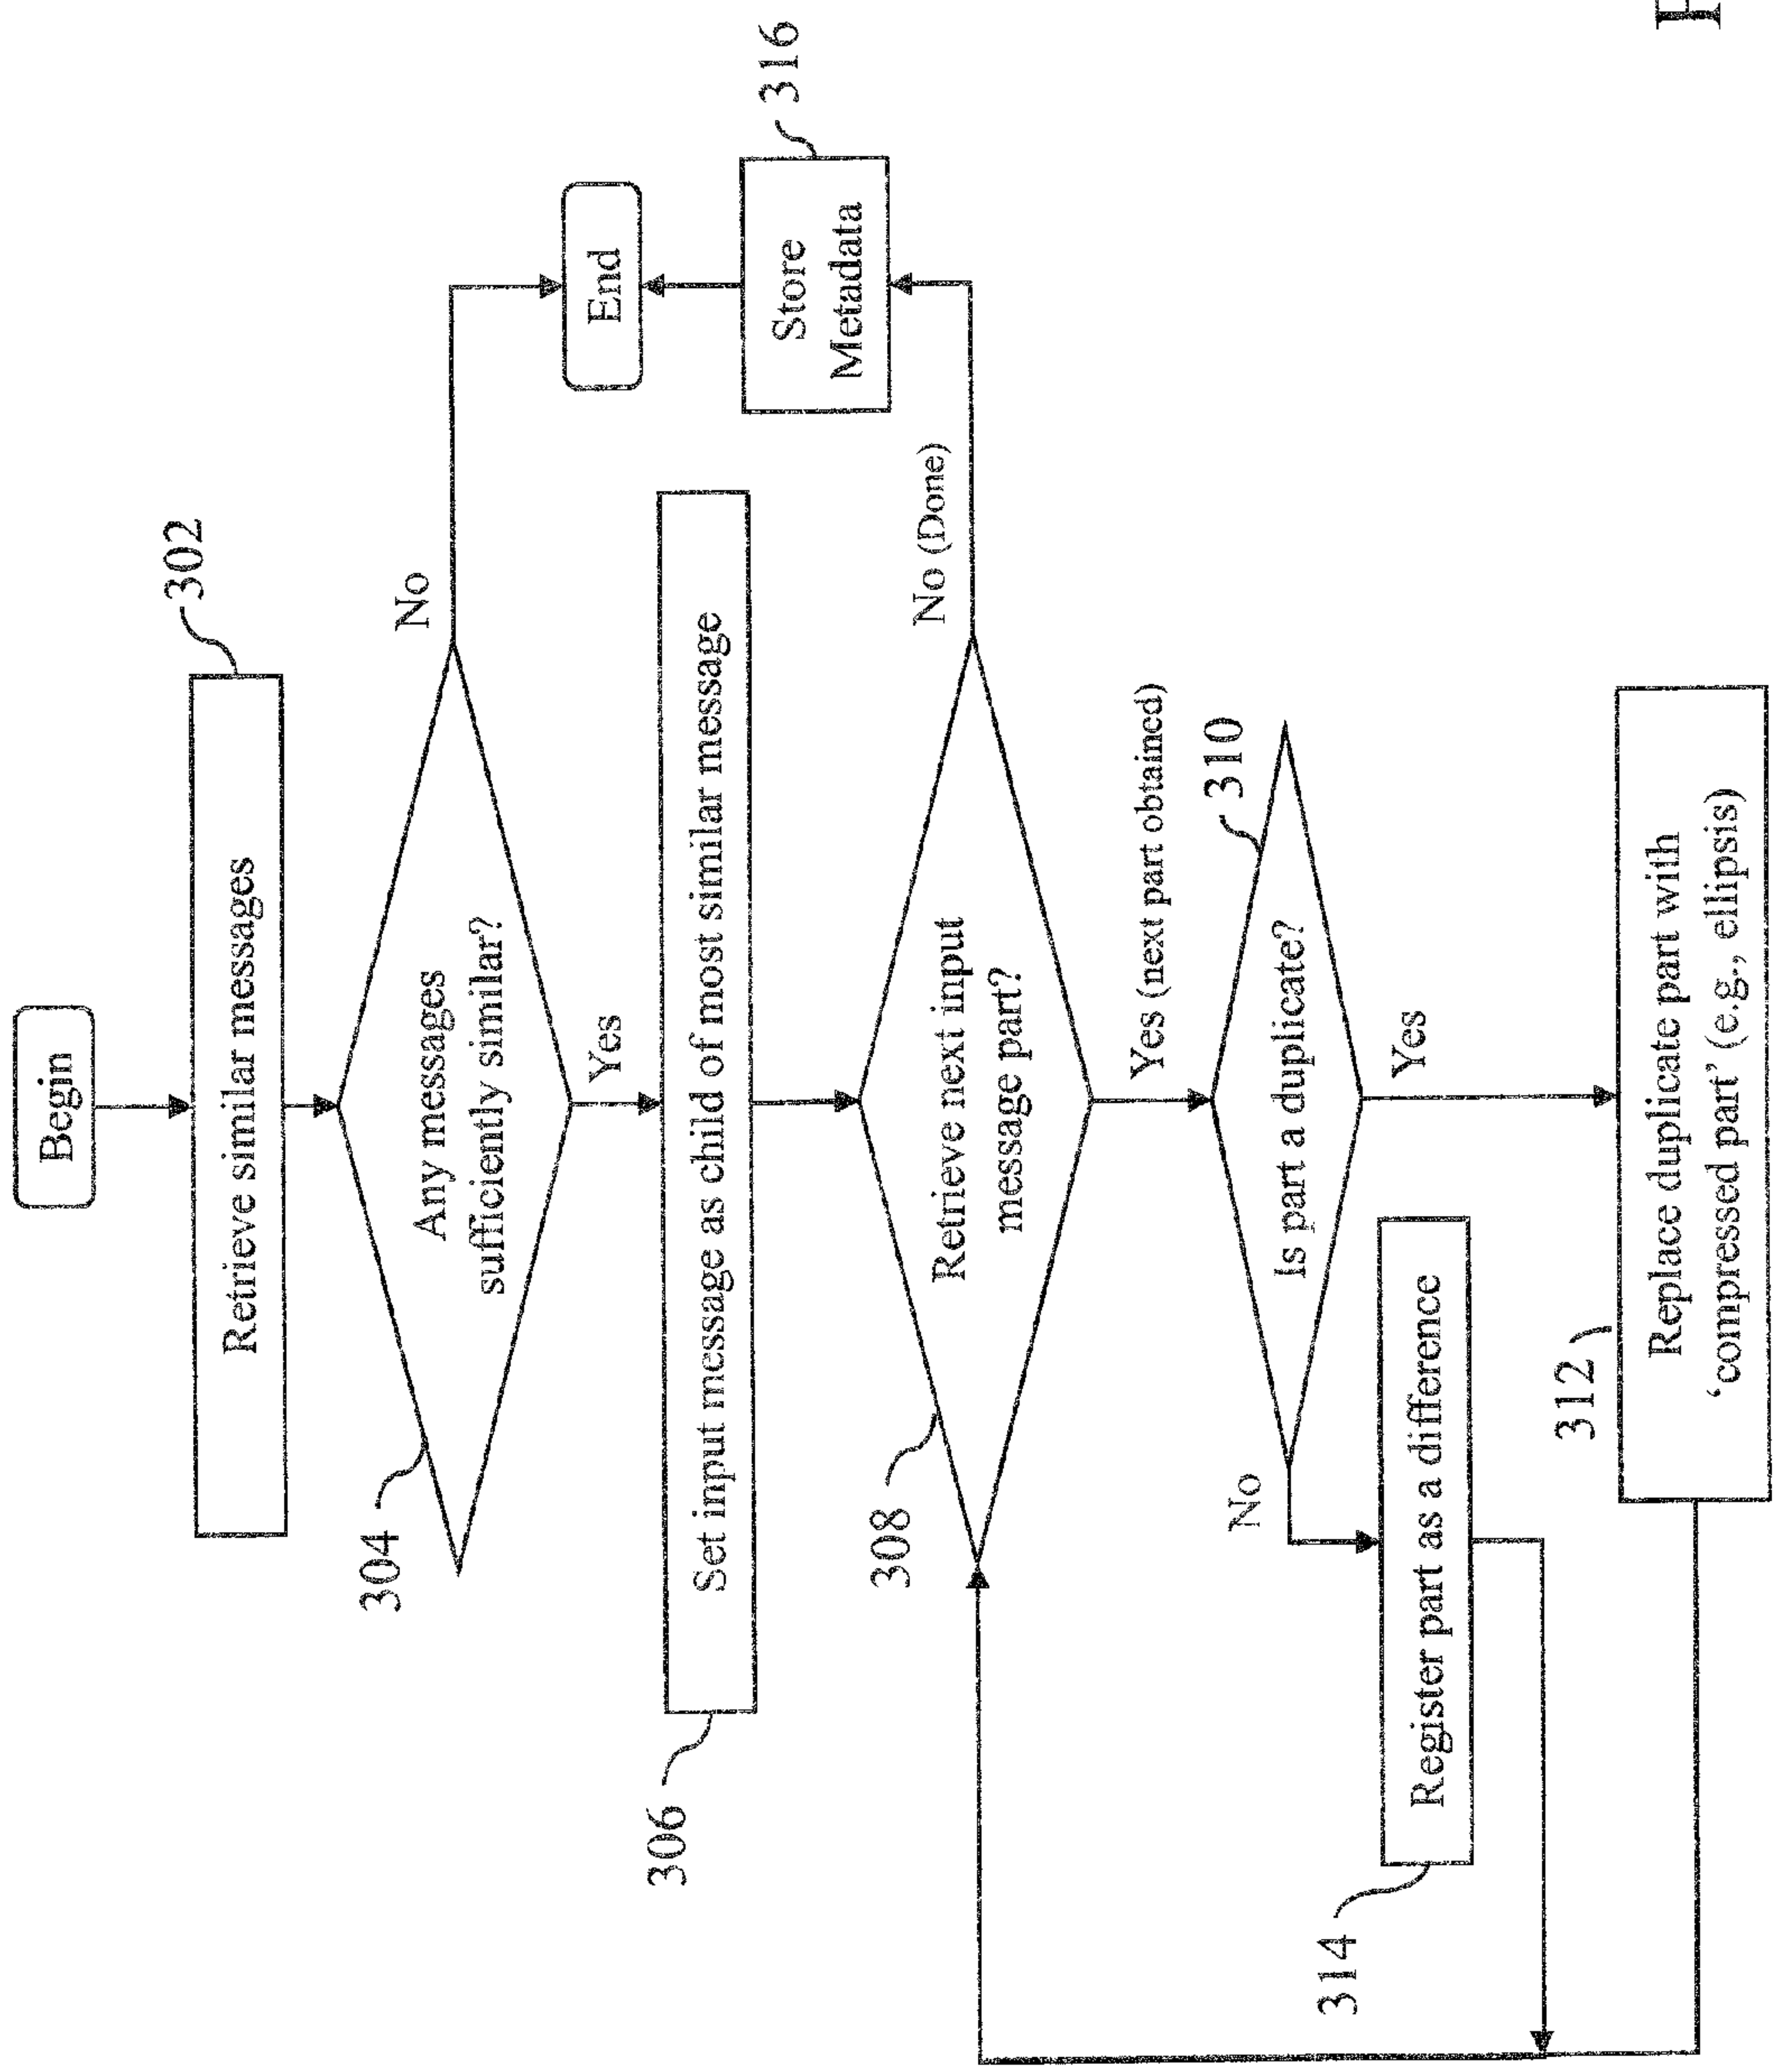 Begin
302
Retrieve similar messages
304
Any messages
sufficiently similar?
No
Yes
306
Set input message as child of most similar message
End
316
Store
Metadata
308
Retrieve next input
message part?
No (Done)
Yes (next part obtained)
310
Is part a duplicate?
No
Yes
314
Register part as a difference
312
Replace duplicate part with
‘compressed part’ (e.g., ellipsis)